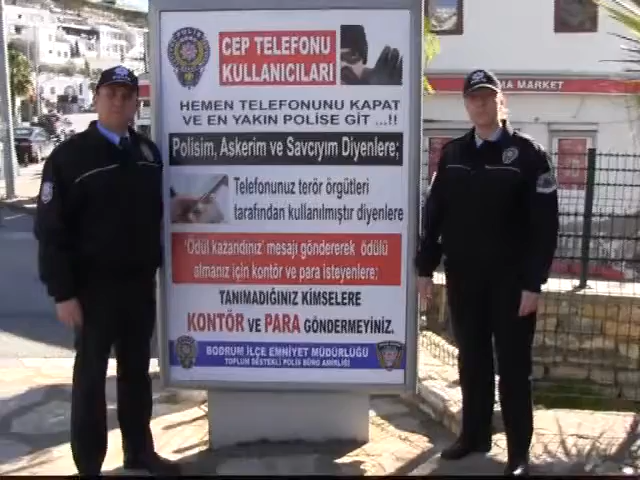 POLİS
CEP TELEFONU
KULLANICILARI
HEMEN TELEFONUNU KAPAT
VE EN YAKIN POLİSE GİT ...!!
Polisim, Askerim ve Savcıyım Diyenlere;
Telefonunuz terör örgütleri
tarafından kullanılmıştır diyenlere
'Ödül kazandınız' mesajı göndererek ödülü
almanız için kontör ve para isteyenlere;
TANIMADIĞINIZ KİMSELERE
KONTÖR VE PARA GÖNDERMEYİNİZ.
BODRUM İLÇE EMNİYET MÜDÜRLÜĞÜ
TOPLUM DESTEKLİ POLİS BÜRO AMİRLİĞİ
MA MARKET